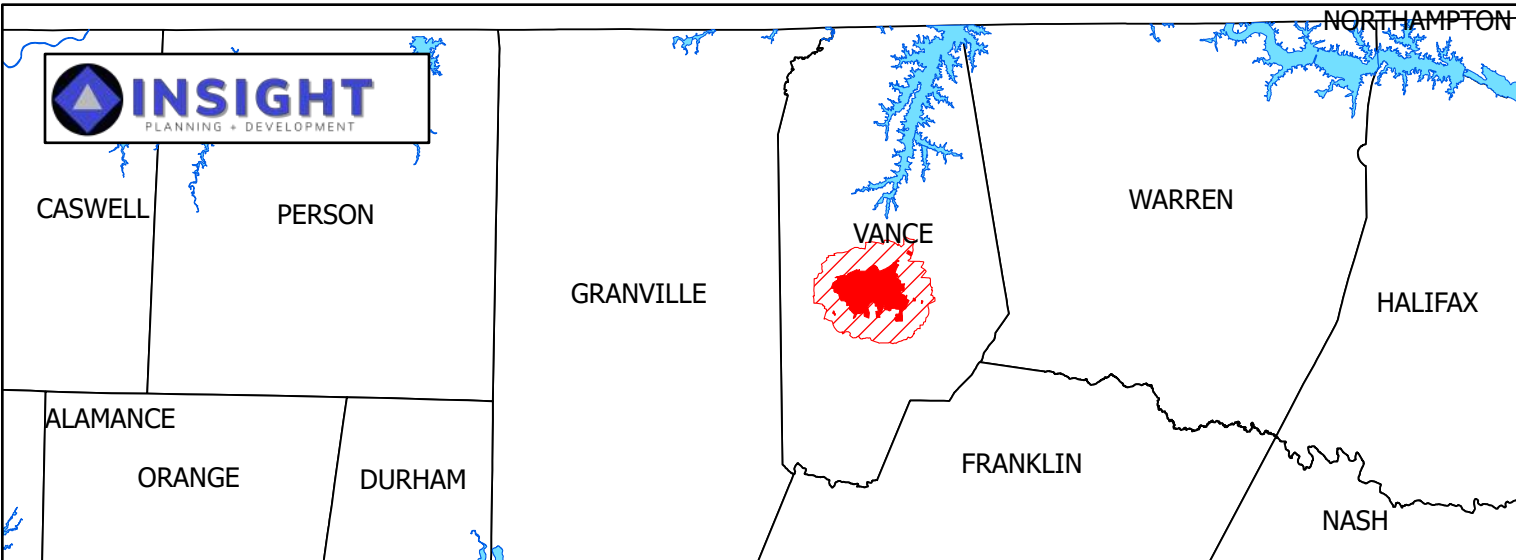 NORTHAMPTON
INSIGHT
PLANNING + DEVELOPMENT
CASWELL
PERSON
WARREN
VANCE
GRANVILLE
HALIFAX
ALAMANCE
ORANGE
DURHAM
FRANKLIN
NASH